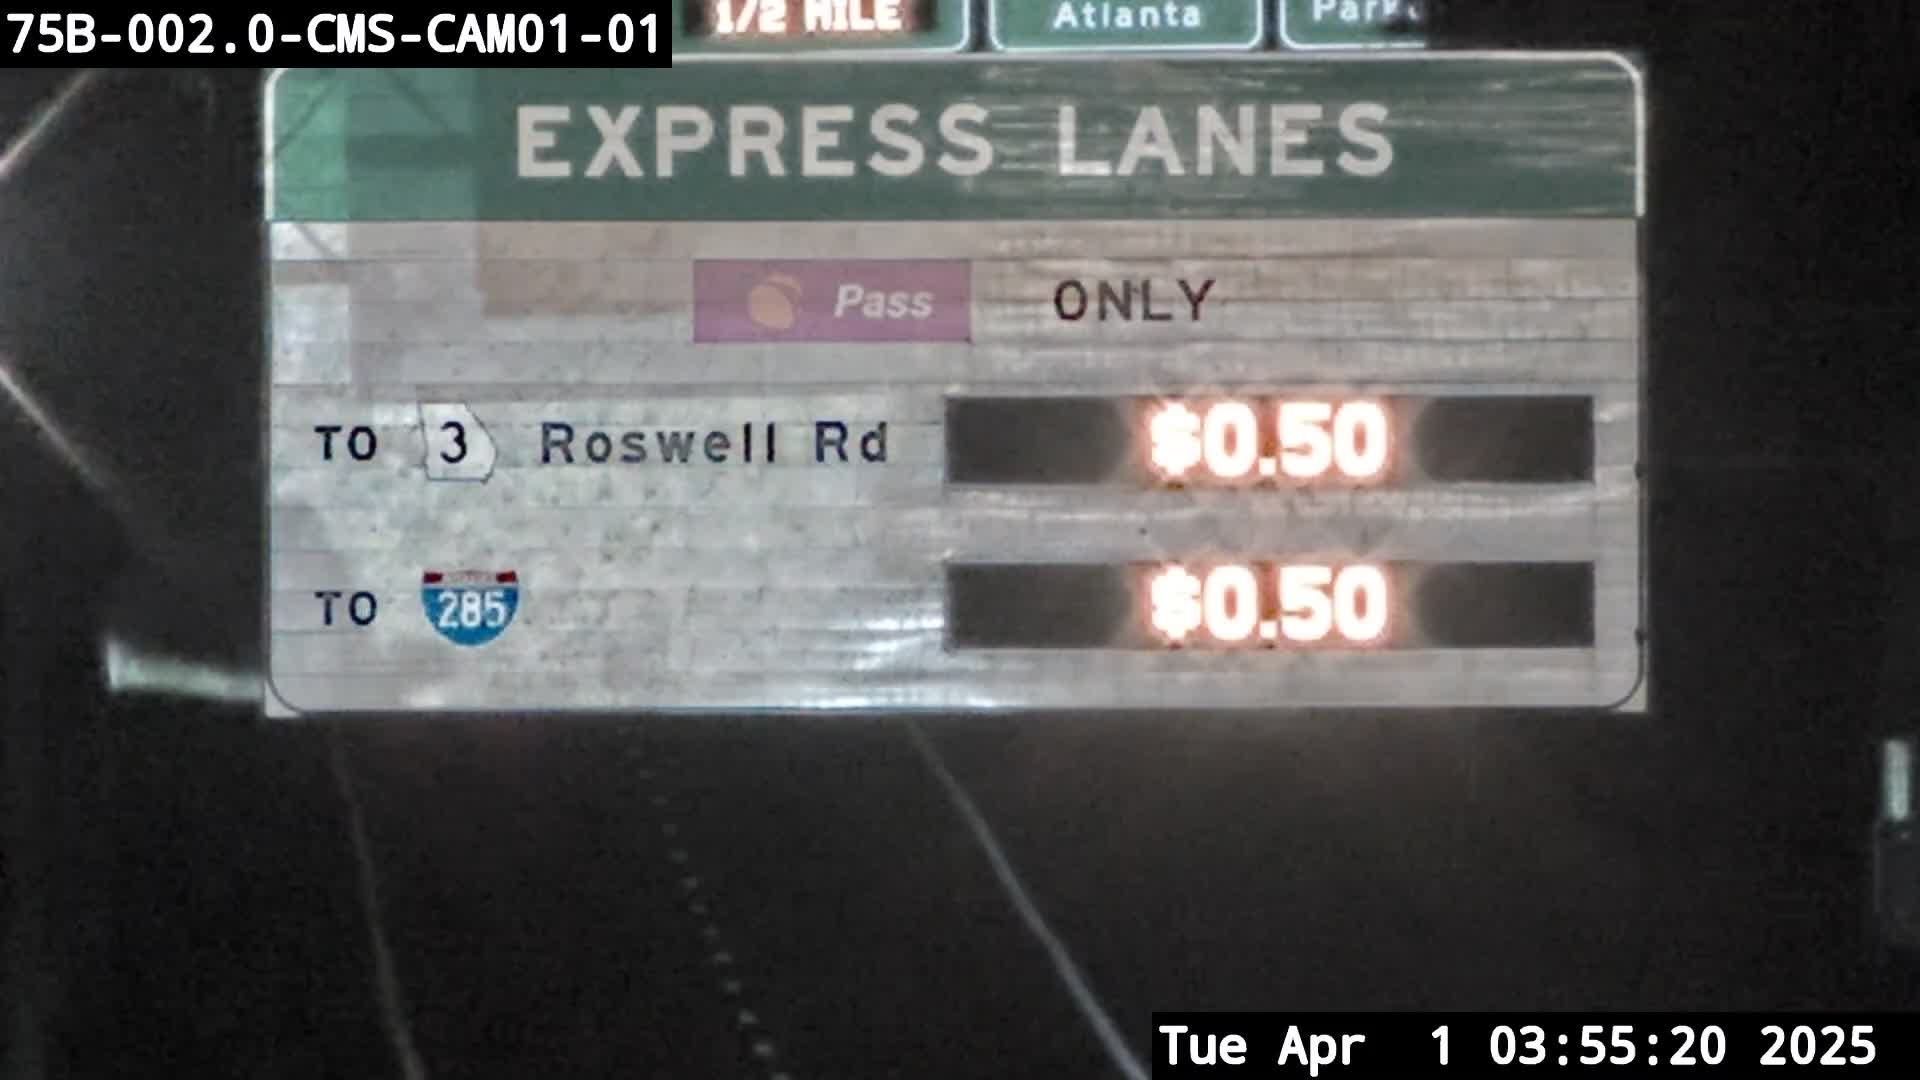 75B-002.0-CMS-CAM01-01
1/2 MILE
Atlanta
EXPRESS LANES
Pass ONLY
TO 3 Roswell Rd $0.50
TO 285 $0.50
Tue Apr 1 03:55:20 2025